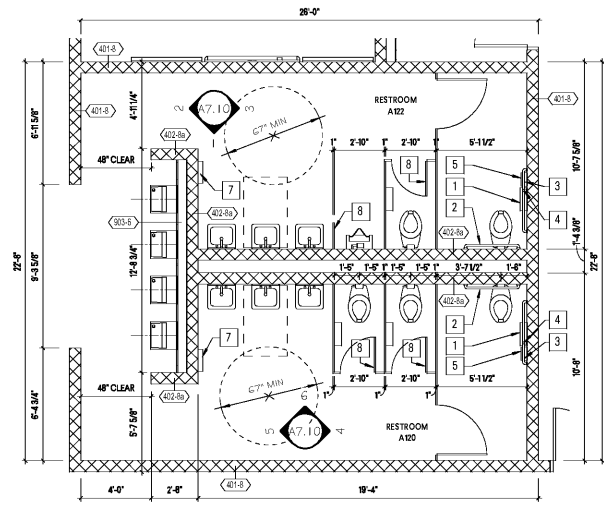 26'-0"
401-8
401-8
401-8
6'-11 5/8"
4'-11 1/4"
2 A7.10 3
67" MIN
RESTROOM
A122
10'-7 5/8"
402-8a
48" CLEAR
1" 2'-10" 1" 2'-10" 1" 5'-1 1/2"
7
8
8
5
1
2
3
4
402-8a
903-6
402-8a
22'-8"
9'-3 5/8"
12'-8 3/4"
1'-4 3/8"
22'-8"
1'-5" 1'-5" 1" 1'-5" 1'-5" 1" 3'-7 1/2" 1'-6"
402-8a
7
8
8
2
1
5
4
3
48" CLEAR
67" MIN
2'-10" 2'-10" 5'-1 1/2"
1" 1" 1"
10'-8"
402-8a
6'-4 3/4"
5'-7 5/8"
6
5 A7.10 4
RESTROOM
A120
401-8
4'-0" 2'-8" 19'-4"